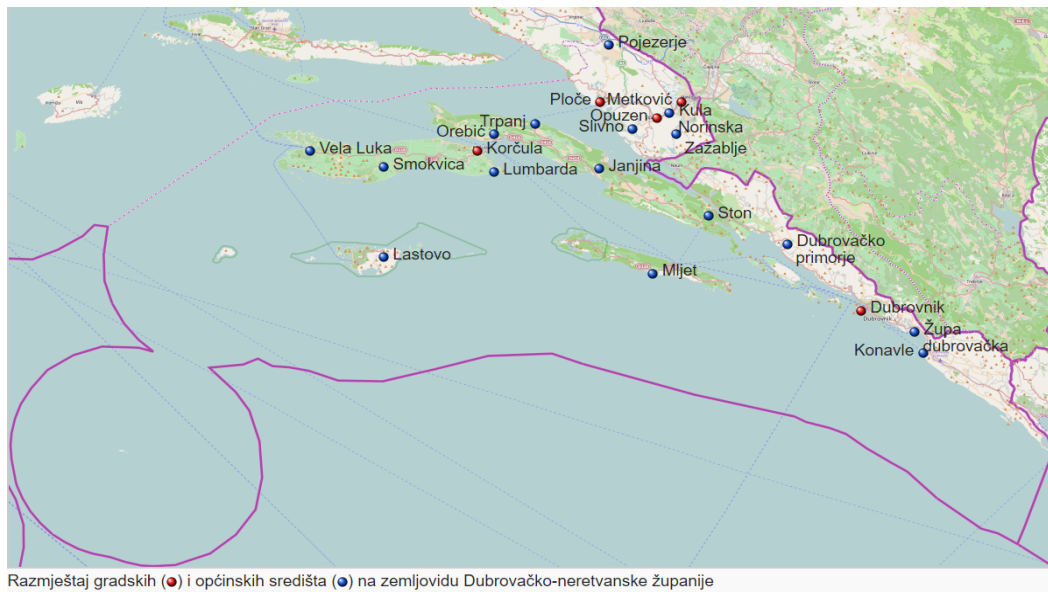 Pojezerje
Ploče
Metković
Opuzen
Kula
Norinska
Slivno
Zažablje
Trpanj
Orebić
Korčula
Vela Luka
Smokvica
Lumbarda
Janjina
Ston
Lastovo
Mljet
Dubrovačko
primorje
Dubrovnik
Dubrovnik
Župa
dubrovačka
Konavle
Razmještaj gradskih () i općinskih središta () na zemljovidu Dubrovačko-neretvanske županije